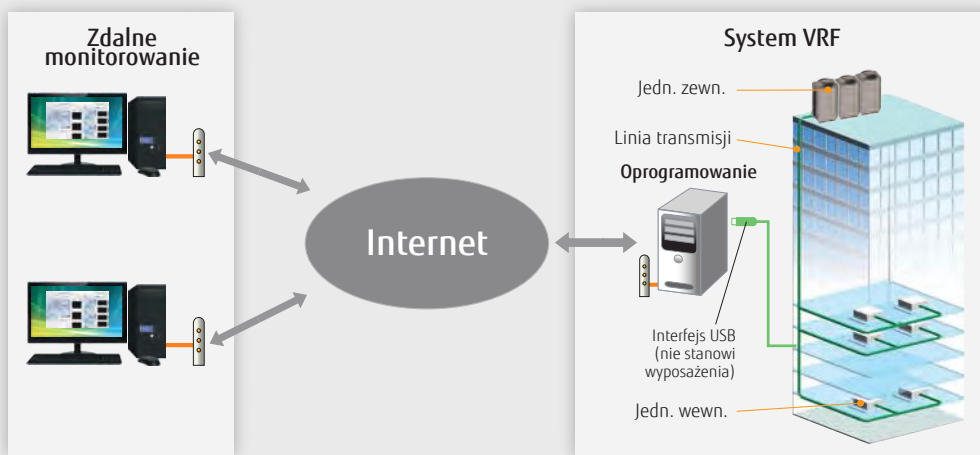 Zdalne
monitorowanie
Internet
System VRF
Jedn. zewn.
Linia transmisji
Oprogramowanie
Interfejs USB
(nie stanowi
wyposażenia)
Jedn. wewn.